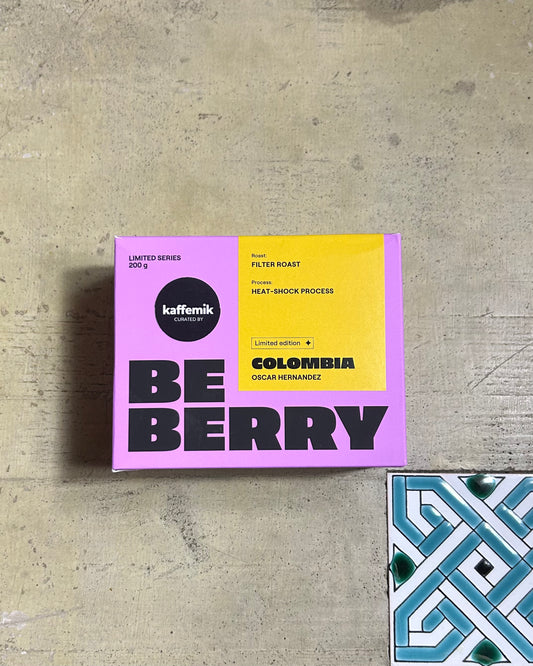 LIMITED SERIES
200 g
kaffemik
CURATED BY
Roast:
FILTER ROAST
Process:
HEAT-SHOCK PROCESS
Limited edition
COLOMBIA
OSCAR HERNANDEZ
BE
BERRY